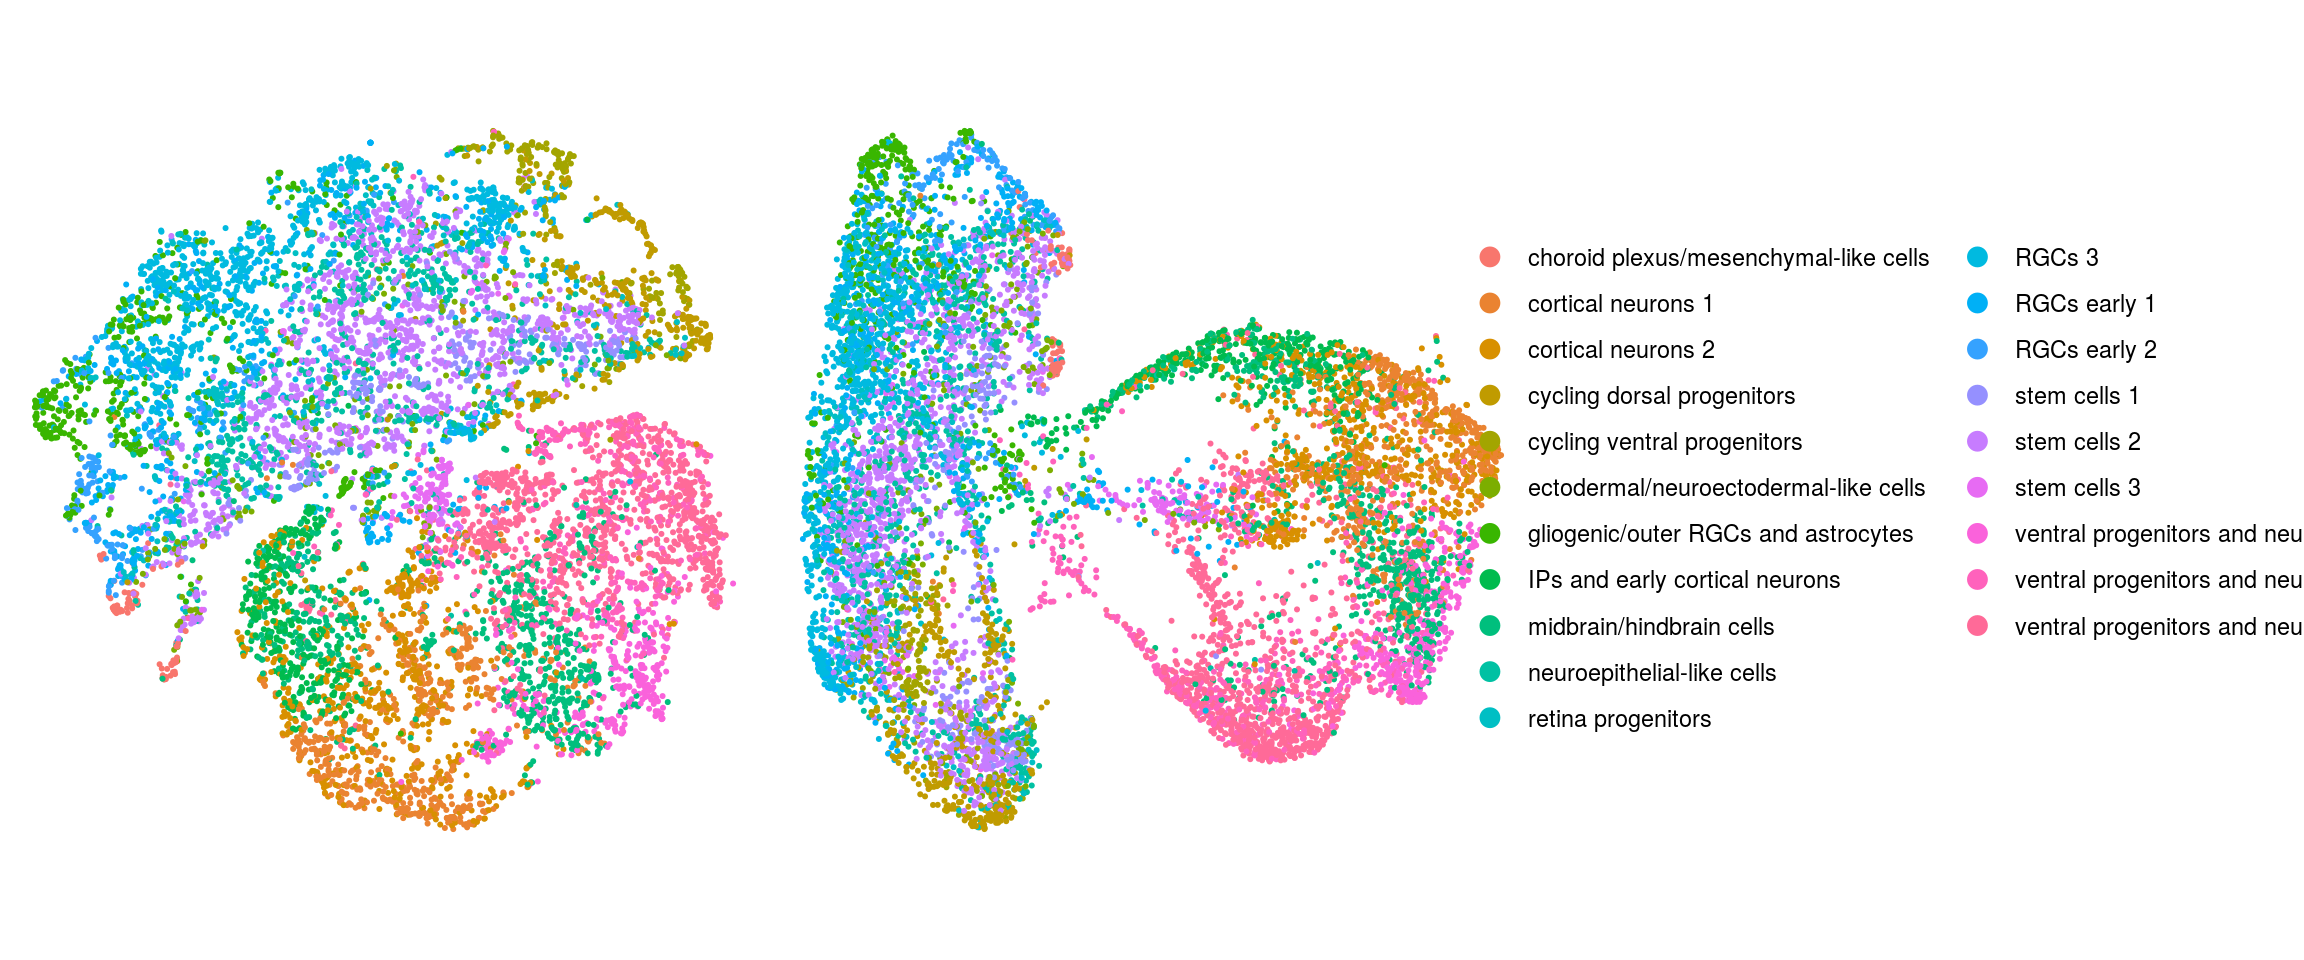 choroid plexus/mesenchymal-like cells
cortical neurons 1
cortical neurons 2
cycling dorsal progenitors
cycling ventral progenitors
ectodermal/neuroectodermal-like cells
gliogenic/outer RGCs and astrocytes
IPs and early cortical neurons
midbrain/hindbrain cells
neuroepithelial-like cells
retina progenitors
RGCs 3
RGCs early 1
RGCs early 2
stem cells 1
stem cells 2
stem cells 3
ventral progenitors and neu
ventral progenitors and neu
ventral progenitors and neu